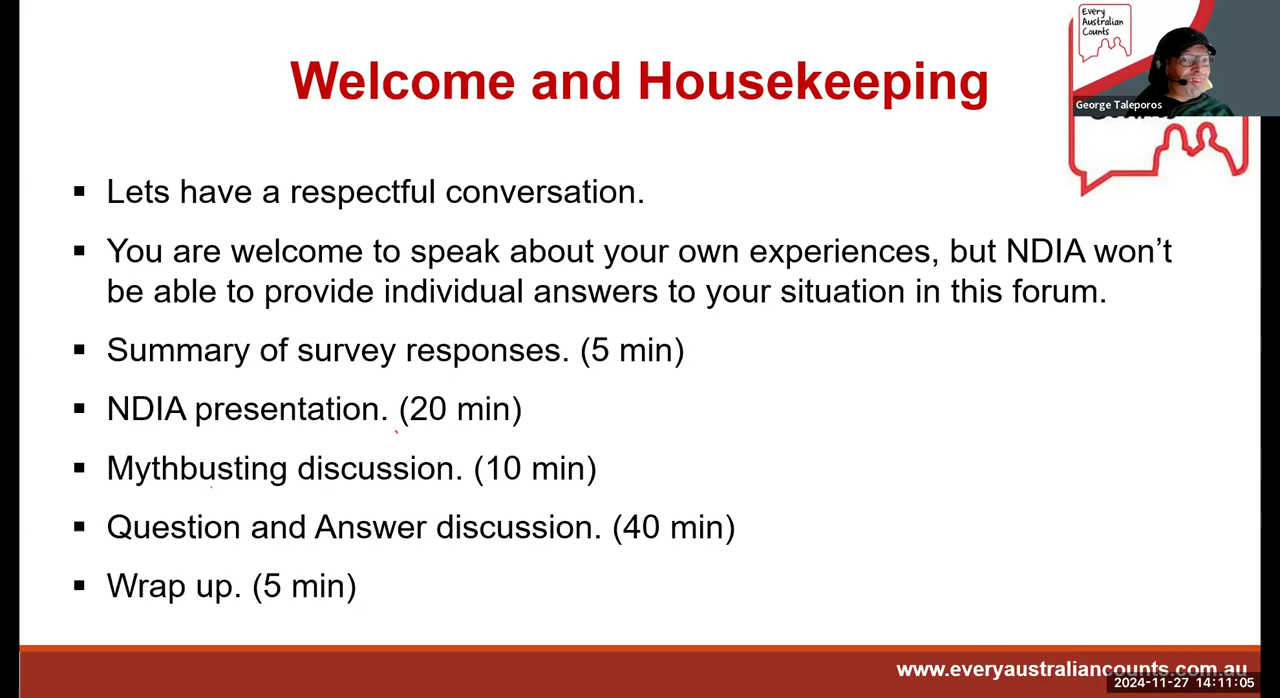 Every
Australian
Counts
George Taleporos
Welcome and Housekeeping
▪ Lets have a respectful conversation.
▪ You are welcome to speak about your own experiences, but NDIA won’t
be able to provide individual answers to your situation in this forum.
▪ Summary of survey responses. (5 min)
▪ NDIA presentation. (20 min)
▪ Mythbusting discussion. (10 min)
▪ Question and Answer discussion. (40 min)
▪ Wrap up. (5 min)
www.everyaustraliancounts.com.au
2024-11-27 14:11:05